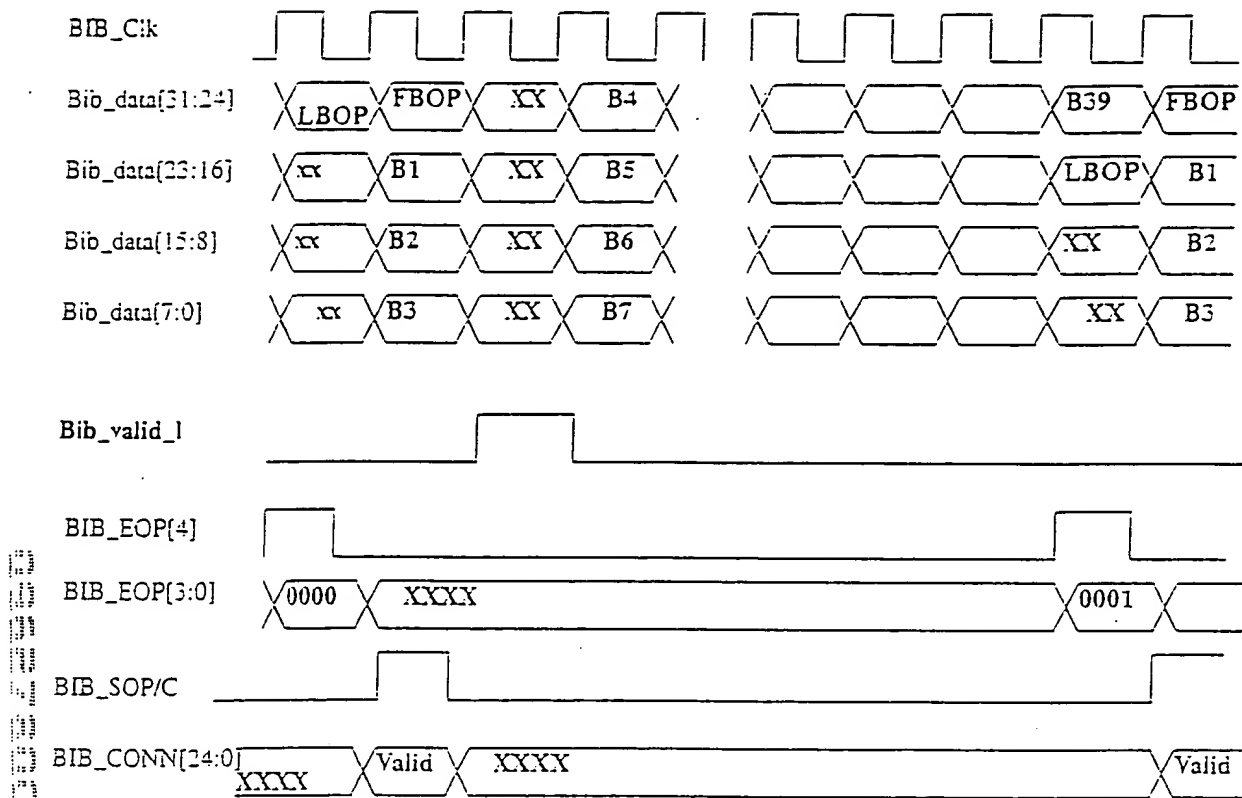 BIB_Clk
Bib_data[31:24] LBOP FBOP XX B4 B39 FBOP
Bib_data[23:16] xx B1 XX B5 LBOP B1
Bib_data[15:8] xx B2 XX B6 XX B2
Bib_data[7:0] xx B3 XX B7 XX B3
Bib_valid_l
BIB_EOP[4]
BIB_EOP[3:0] 0000 XXXX 0001
BIB_SOP/C
BIB_CONN[24:0] XXXX Valid XXXX Valid